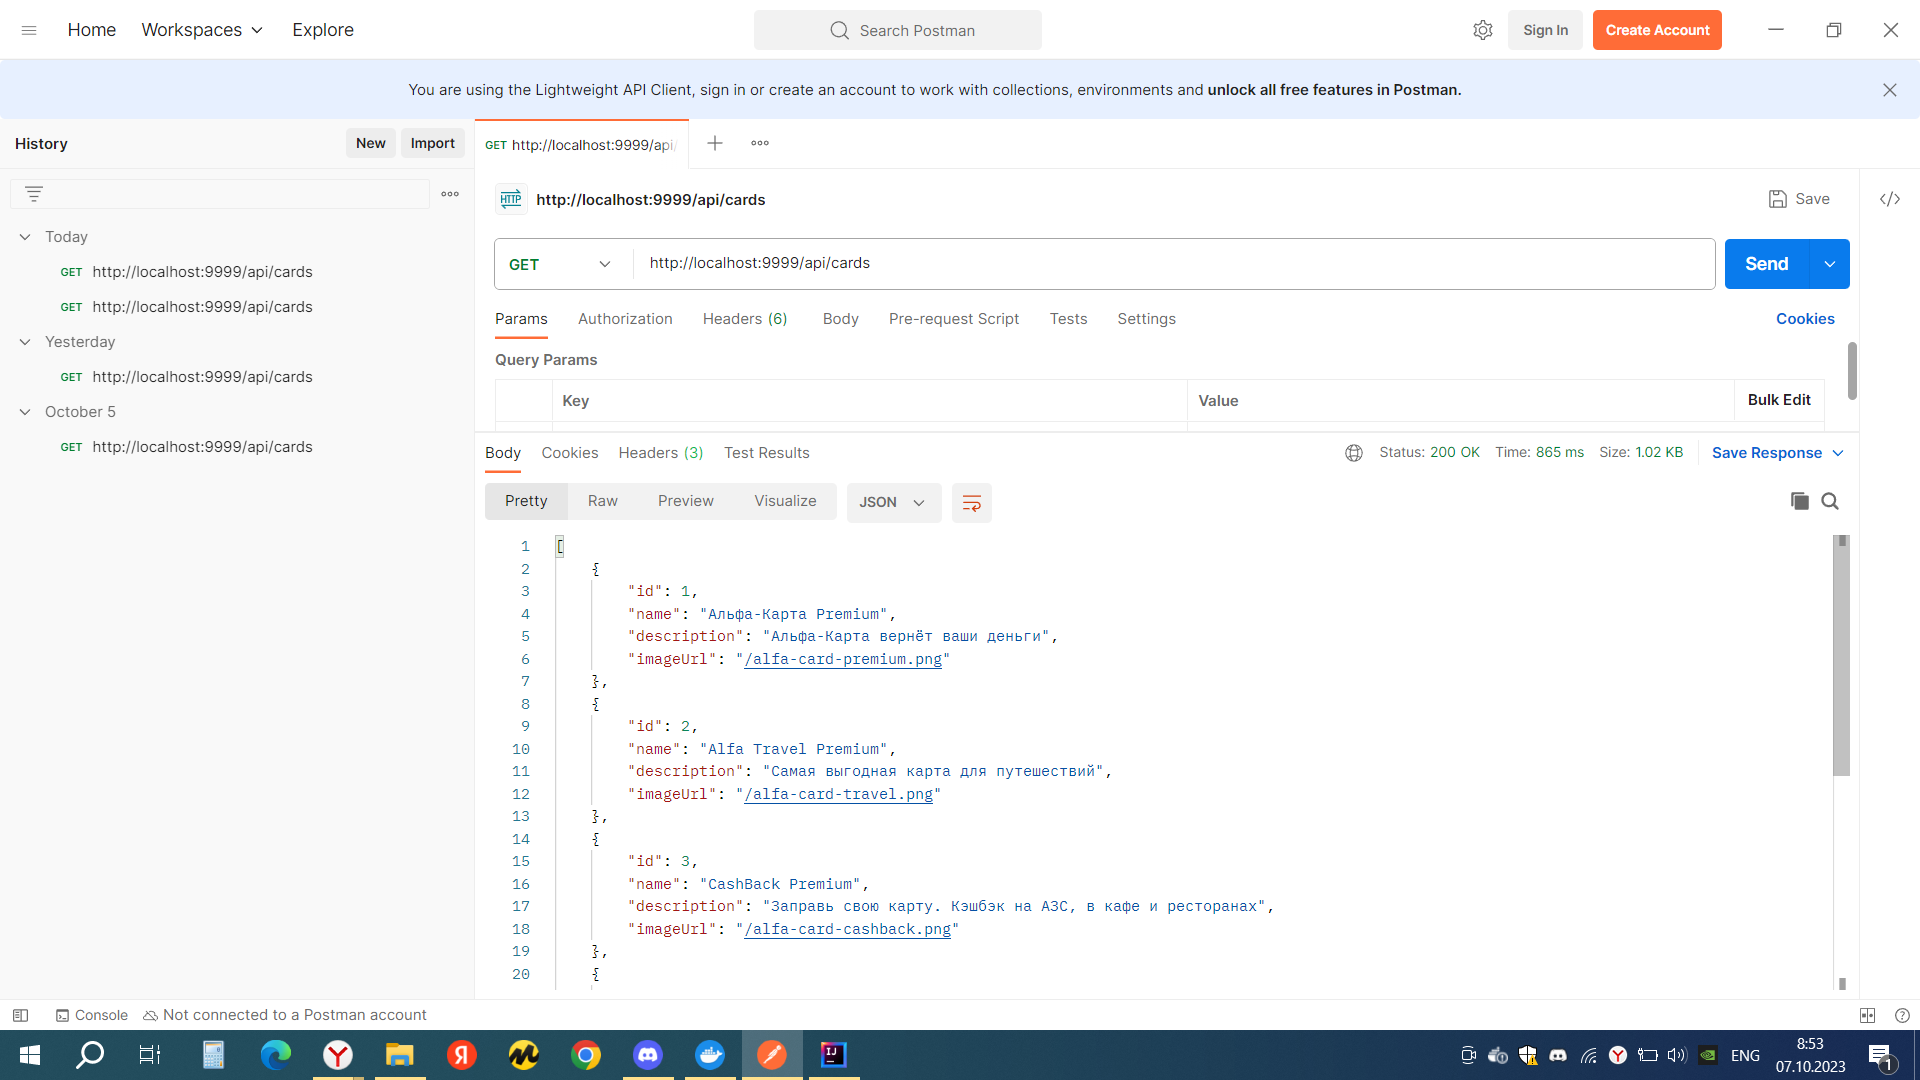 Home Workspaces Explore Search Postman Sign In Create Account
You are using the Lightweight API Client, sign in or create an account to work with collections, environments and unlock all free features in Postman.
History New Import
GET http://localhost:9999/api/
HTTP http://localhost:9999/api/cards Save
Today
GET http://localhost:9999/api/cards
GET http://localhost:9999/api/cards
Yesterday
GET http://localhost:9999/api/cards
October 5
GET http://localhost:9999/api/cards
GET http://localhost:9999/api/cards Send
Params Authorization Headers (6) Body Pre-request Script Tests Settings Cookies
Query Params
Key Value Bulk Edit
Body Cookies Headers (3) Test Results Status: 200 OK Time: 865 ms Size: 1.02 KB Save Response
Pretty Raw Preview Visualize JSON
1 [
2 {
3 "id": 1,
4 "name": "Альфа-Карта Premium",
5 "description": "Альфа-Карта вернёт ваши деньги",
6 "imageUrl": "/alfa-card-premium.png"
7 },
8 {
9 "id": 2,
10 "name": "Alfa Travel Premium",
11 "description": "Самая выгодная карта для путешествий",
12 "imageUrl": "/alfa-card-travel.png"
13 },
14 {
15 "id": 3,
16 "name": "CashBack Premium",
17 "description": "Заправь свою карту. Кэшбэк на АЗС, в кафе и ресторанах",
18 "imageUrl": "/alfa-card-cashback.png"
19 },
20 {
Console Not connected to a Postman account
ENG
8:53
07.10.2023
1